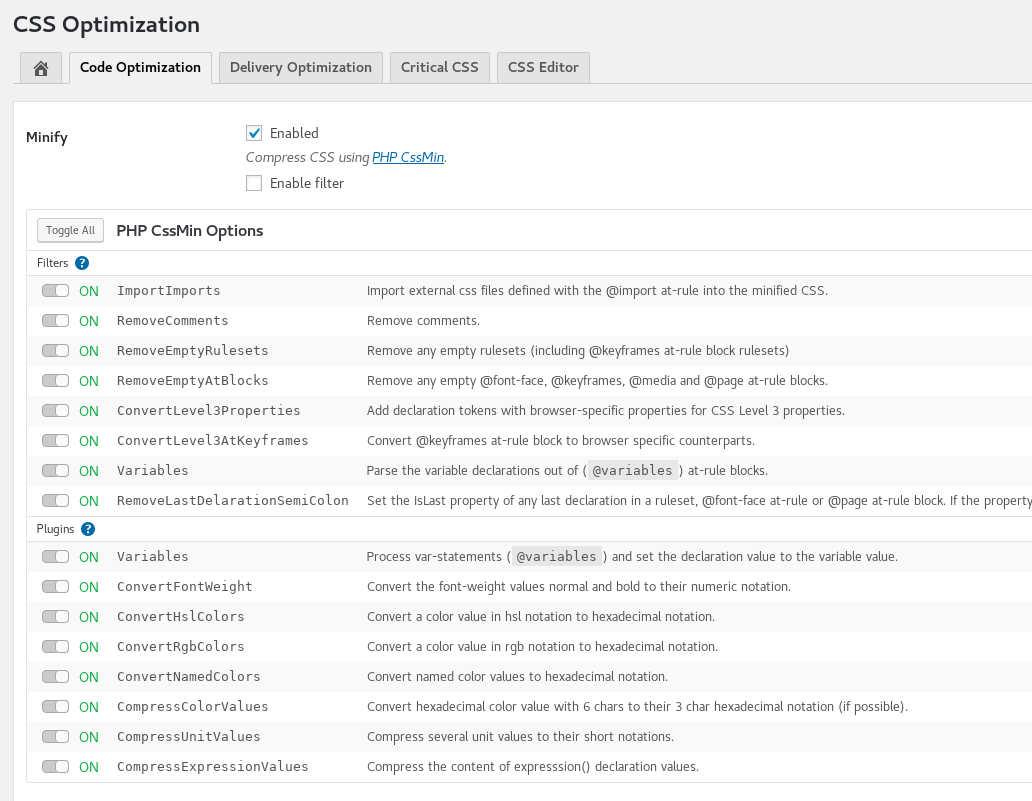 CSS Optimization
Code Optimization Delivery Optimization Critical CSS CSS Editor
Minify
Enabled
Compress CSS using PHP CssMin.
Enable filter
Toggle All PHP CssMin Options
Filters ?
ON ImportImports Import external css files defined with the @import at-rule into the minified CSS.
ON RemoveComments Remove comments.
ON RemoveEmptyRulesets Remove any empty rulesets (including @keyframes at-rule block rulesets)
ON RemoveEmptyAtBlocks Remove any empty @font-face, @keyframes, @media and @page at-rule blocks.
ON ConvertLevel3Properties Add declaration tokens with browser-specific properties for CSS Level 3 properties.
ON ConvertLevel3AtKeyframes Convert @keyframes at-rule block to browser specific counterparts.
ON Variables Parse the variable declarations out of ( @variables ) at-rule blocks.
ON RemoveLastDelarationSemiColon Set the IsLast property of any last declaration in a ruleset, @font-face at-rule or @page at-rule block. If the property
Plugins ?
ON Variables Process var-statements ( @variables ) and set the declaration value to the variable value.
ON ConvertFontWeight Convert the font-weight values normal and bold to their numeric notation.
ON ConvertHslColors Convert a color value in hsl notation to hexadecimal notation.
ON ConvertRgbColors Convert a color value in rgb notation to hexadecimal notation.
ON ConvertNamedColors Convert named color values to hexadecimal notation.
ON CompressColorValues Convert hexadecimal color value with 6 chars to their 3 char hexadecimal notation (if possible).
ON CompressUnitValues Compress several unit values to their short notations.
ON CompressExpressionValues Compress the content of expresssion() declaration values.